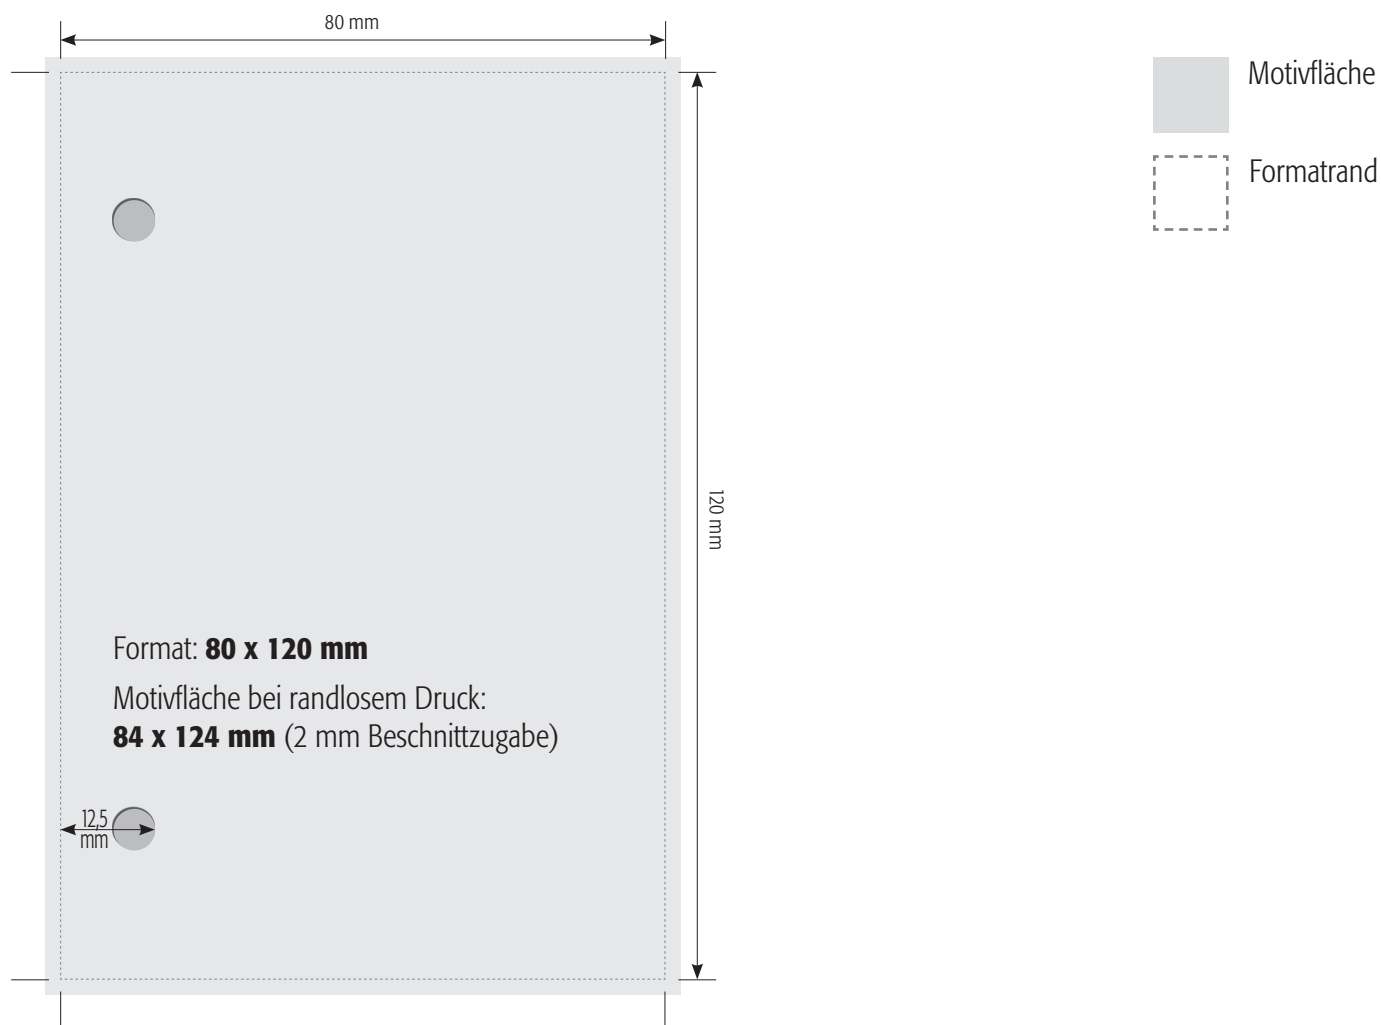 80 mm
Motivfläche
Formatrand
120 mm
Format: 80 x 120 mm
Motivfläche bei randlosem Druck:
84 x 124 mm (2 mm Beschnittzugabe)
12,5
mm